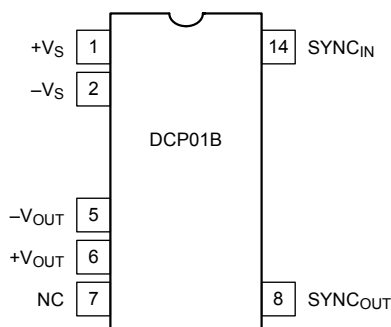 +VS 1 14 SYNCIN
–VS 2
DCP01B
–VOUT 5
+VOUT 6
NC 7 8 SYNCOUT